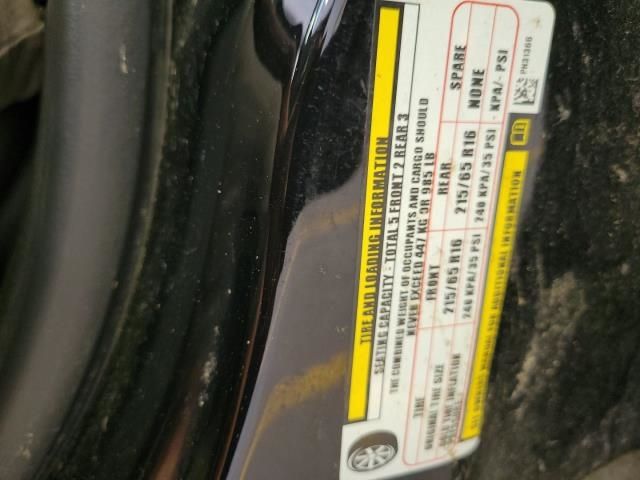 TIRE AND LOADING INFORMATION
SEATING CAPACITY - TOTAL 5 FRONT 2 REAR 3
THE COMBINED WEIGHT OF OCCUPANTS AND CARGO SHOULD
NEVER EXCEED 447 KG OR 985 LB
TIRE FRONT REAR SPARE
ORIGINAL TIRE SIZE 215/65 R16 215/65 R16 NONE
COLD TIRE INFLATION 240 KPA/35 PSI 240 KPA/35 PSI - KPA/- PSI
SEE OWNERS MANUAL FOR ADDITIONAL INFORMATION